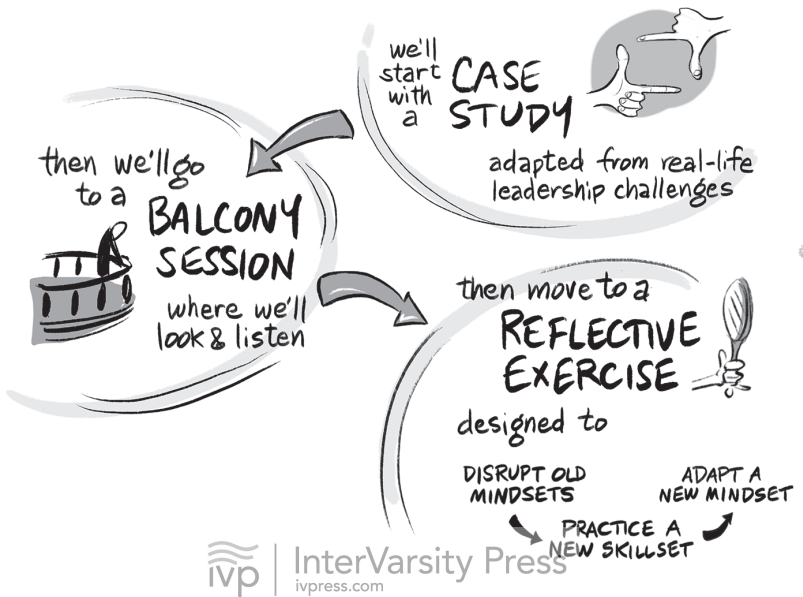 we'll
start
with
a
CASE
STUDY
adapted from real-life
leadership challenges
then we'll go
to a
BALCONY
SESSION
where we'll
look & listen
then move to a
REFLECTIVE
EXERCISE
designed to
DISRUPT OLD
MINDSETS
PRACTICE A
NEW SKILLSET
ADAPT A
NEW MINDSET
ivp
InterVarsity Press
ivpress.com